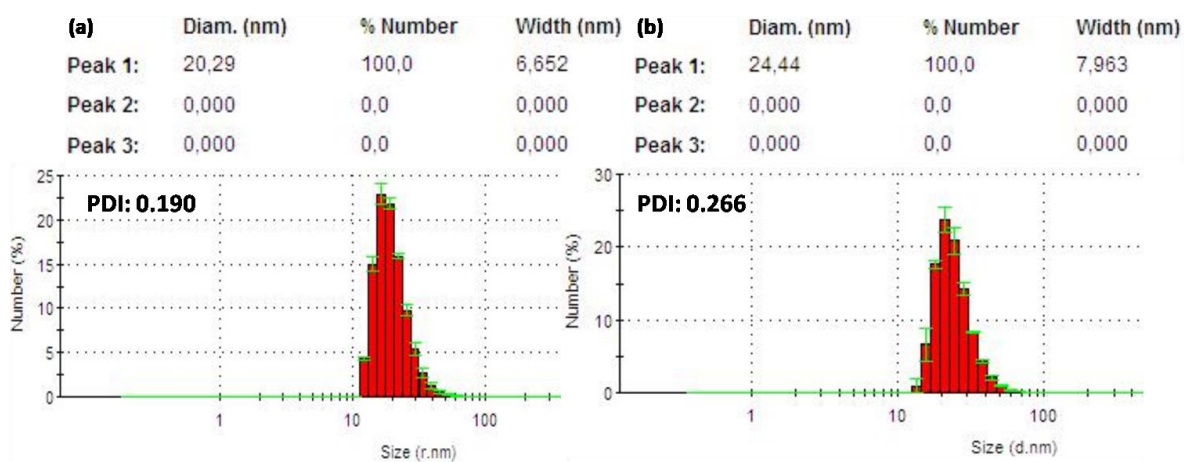 (a) Diam. (nm) % Number Width (nm)
Peak 1: 20,29 100,0 6,652
Peak 2: 0,000 0,0 0,000
Peak 3: 0,000 0,0 0,000
PDI: 0.190
Number (%)
25
20
15
10
5
0
1 10 100
Size (r.nm)
(b) Diam. (nm) % Number Width (nm)
Peak 1: 24,44 100,0 7,963
Peak 2: 0,000 0,0 0,000
Peak 3: 0,000 0,0 0,000
PDI: 0.266
Number (%)
30
20
10
0
1 10 100
Size (d.nm)